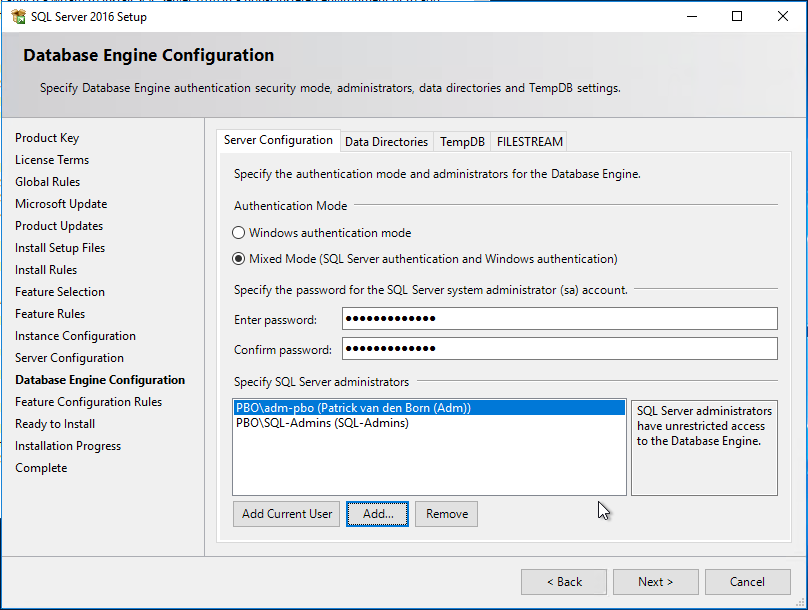 SQL Server 2016 Setup
Database Engine Configuration
Specify Database Engine authentication security mode, administrators, data directories and TempDB settings.
Product Key
License Terms
Global Rules
Microsoft Update
Product Updates
Install Setup Files
Install Rules
Feature Selection
Feature Rules
Instance Configuration
Server Configuration
Database Engine Configuration
Feature Configuration Rules
Ready to Install
Installation Progress
Complete
Server Configuration Data Directories TempDB FILESTREAM
Specify the authentication mode and administrators for the Database Engine.
Authentication Mode
Windows authentication mode
Mixed Mode (SQL Server authentication and Windows authentication)
Specify the password for the SQL Server system administrator (sa) account.
Enter password: ●●●●●●●●●●●●●
Confirm password: ●●●●●●●●●●●●●
Specify SQL Server administrators
PBO\adm-pbo (Patrick van den Born (Adm))
PBO\SQL-Admins (SQL-Admins)
SQL Server administrators
have unrestricted access
to the Database Engine.
Add Current User Add... Remove
< Back Next > Cancel